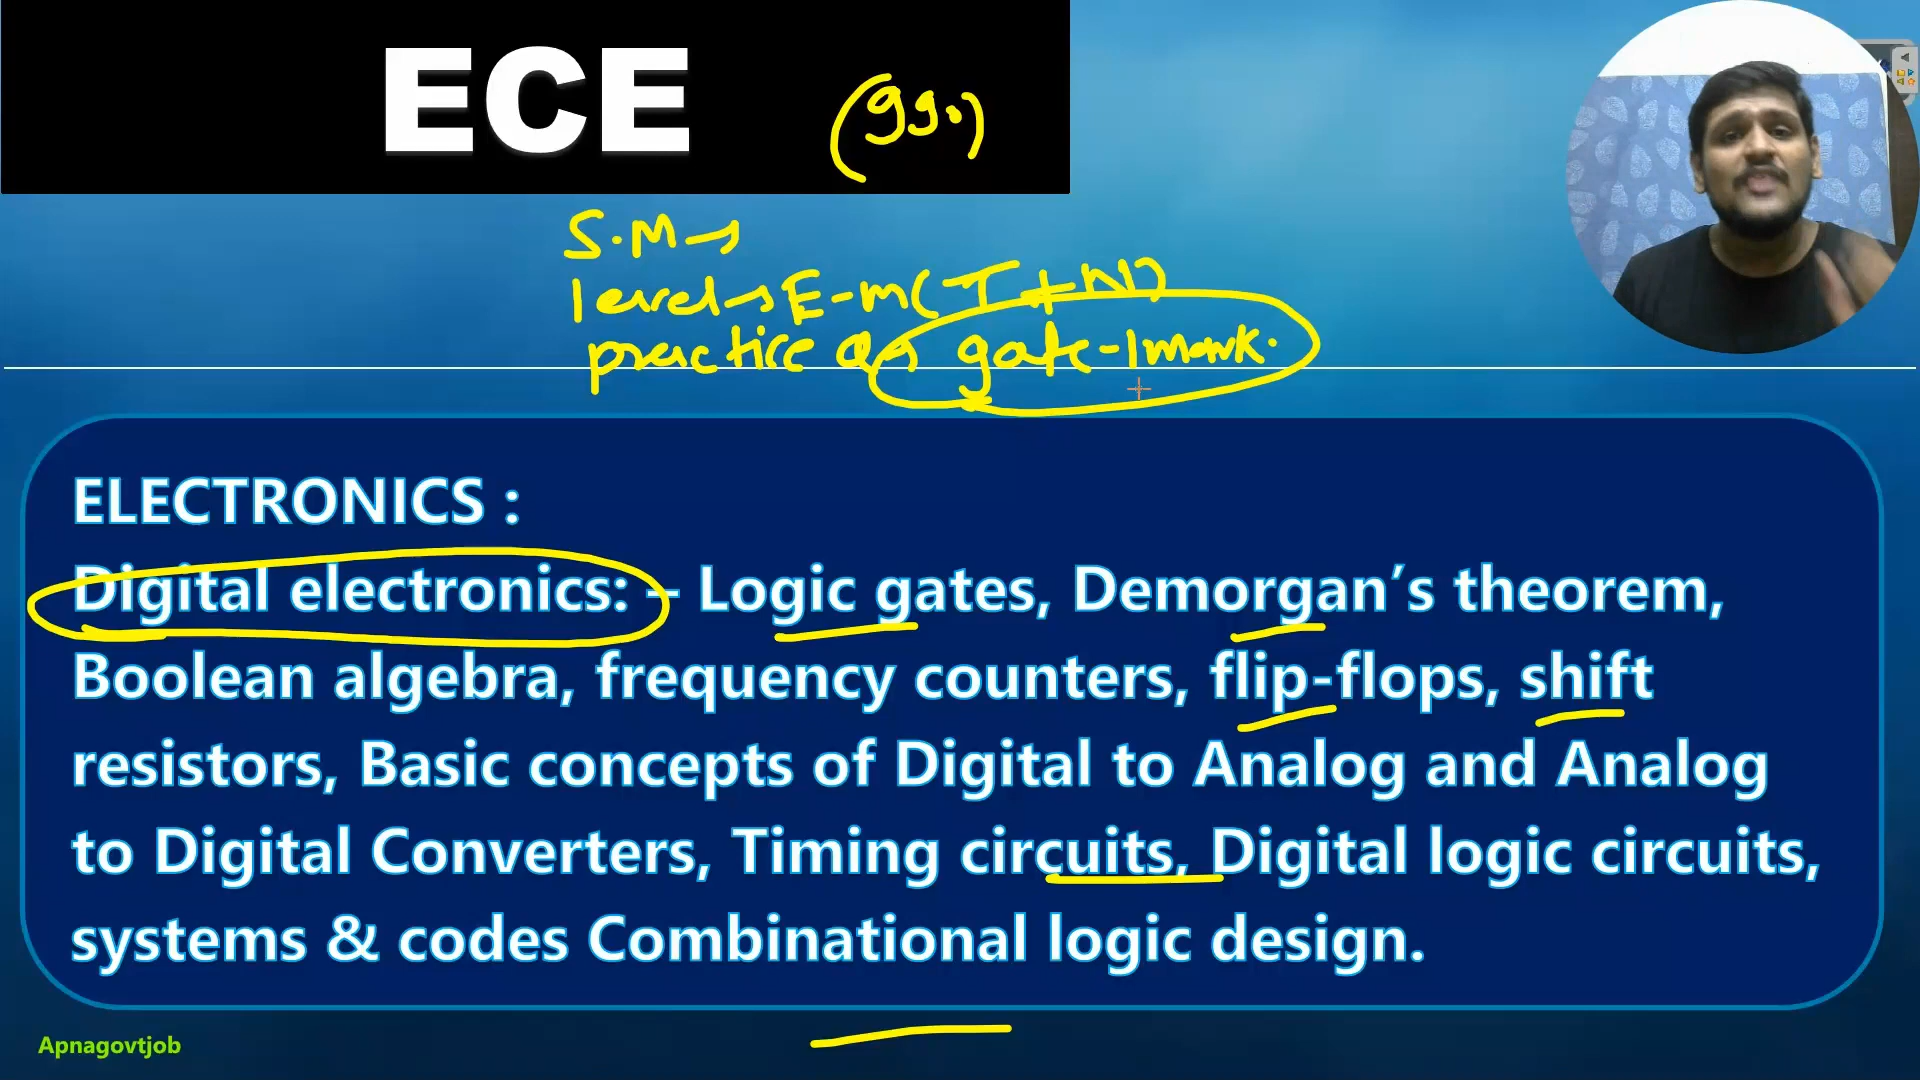 ECE (99%)
S.M →
level → E-m (T+N)
practice Qs gate-1mark.
ELECTRONICS :
Digital electronics: – Logic gates, Demorgan’s theorem,
Boolean algebra, frequency counters, flip-flops, shift
resistors, Basic concepts of Digital to Analog and Analog
to Digital Converters, Timing circuits, Digital logic circuits,
systems & codes Combinational logic design.
Apnagovtjob